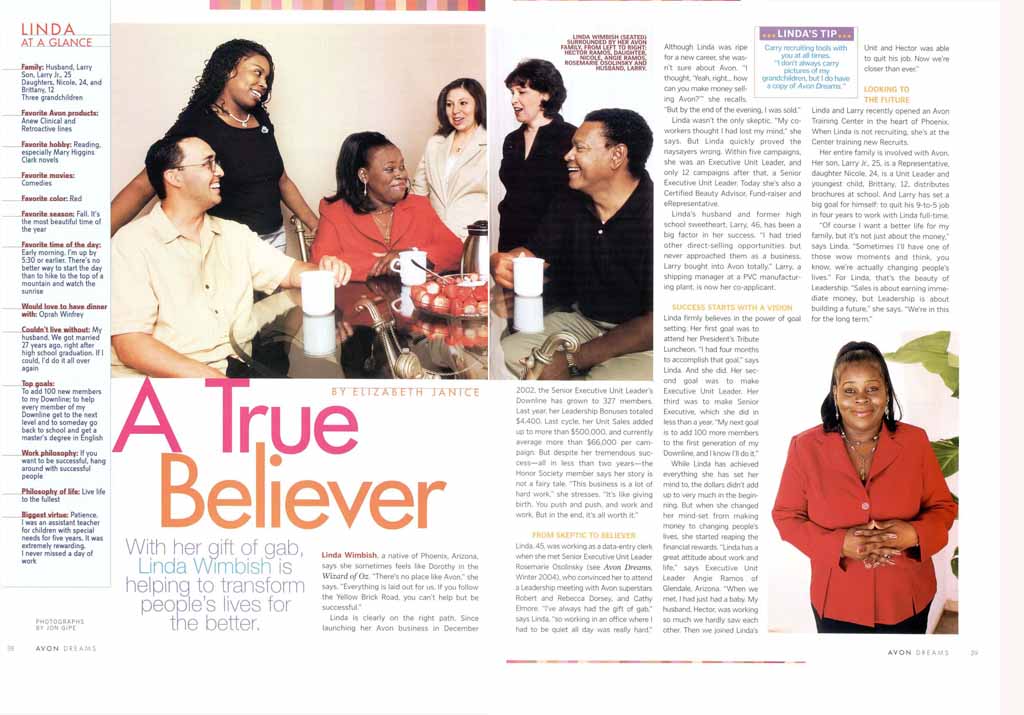 LINDA
AT A GLANCE
Family: Husband, Larry
Son, Larry Jr., 25
Daughters, Nicole, 24, and
Brittany, 12
Three grandchildren
Favorite Avon products:
Anew Clinical and
Retroactive lines
Favorite hobby: Reading,
especially Mary Higgins
Clark novels
Favorite movies:
Comedies
Favorite color: Red
Favorite season: Fall. It's
the most beautiful time of
the year
Favorite time of the day:
Early morning. I'm up by
5:30 or earlier. There's no
better way to start the day
than to hike to the top of a
mountain and watch the
sunrise
Would love to have dinner
with: Oprah Winfrey
Couldn't live without: My
husband. We got married
27 years ago, right after
high school graduation. If I
could, I'd do it all over
again
Top goals:
To add 100 new members
to my Downline; to help
every member of my
Downline get to the next
level and to someday go
back to school and get a
master's degree in English
Work philosophy: If you
want to be successful, hang
around with successful
people
Philosophy of life: Live life
to the fullest
Biggest virtue: Patience.
I was an assistant teacher
for children with special
needs for five years. It was
extremely rewarding.
I never missed a day of
work
PHOTOGRAPHS
BY JON GIPE
38 AVON DREAMS
LINDA WIMBISH (SEATED)
SURROUNDED BY HER AVON
FAMILY, FROM LEFT TO RIGHT:
HECTOR RAMOS, DAUGHTER,
NICOLE, ANGIE RAMOS,
ROSEMARIE OSOLINSKY AND
HUSBAND, LARRY.
BY ELIZABETH JANICE
A True
Believer
With her gift of gab,
Linda Wimbish is
helping to transform
people's lives for
the better.
Linda Wimbish, a native of Phoenix, Arizona,
says she sometimes feels like Dorothy in the
Wizard of Oz. "There's no place like Avon," she
says. "Everything is laid out for us. If you follow
the Yellow Brick Road, you can't help but be
successful."
Linda is clearly on the right path. Since
launching her Avon business in December
2002, the Senior Executive Unit Leader's
Downline has grown to 327 members.
Last year, her Leadership Bonuses totaled
$4,400. Last cycle, her Unit Sales added
up to more than $500,000, and currently
average more than $66,000 per cam-
paign. But despite her tremendous suc-
cess—all in less than two years—the
Honor Society member says her story is
not a fairy tale. "This business is a lot of
hard work," she stresses. "It's like giving
birth. You push and push, and work and
work. But in the end, it's all worth it."
FROM SKEPTIC TO BELIEVER
Linda, 45, was working as a data-entry clerk
when she met Senior Executive Unit Leader
Rosemarie Osolinsky (see Avon Dreams,
Winter 2004), who convinced her to attend
a Leadership meeting with Avon superstars
Robert and Rebecca Dorsey, and Cathy
Elmore. "I've always had the gift of gab,"
says Linda, "so working in an office where I
had to be quiet all day was really hard."
Although Linda was ripe
for a new career, she was-
n't sure about Avon. "I
thought, 'Yeah, right... how
can you make money sell-
ing Avon?'" she recalls.
"But by the end of the evening, I was sold."
Linda wasn't the only skeptic. "My co-
workers thought I had lost my mind," she
says. But Linda quickly proved the
naysayers wrong. Within five campaigns,
she was an Executive Unit Leader, and
only 12 campaigns after that, a Senior
Executive Unit Leader. Today she's also a
Certified Beauty Advisor, Fund-raiser and
eRepresentative.
Linda's husband and former high
school sweetheart, Larry, 46, has been a
big factor in her success. "I had tried
other direct-selling opportunities but
never approached them as a business.
Larry bought into Avon totally." Larry, a
shipping manager at a PVC manufactur-
ing plant, is now her co-applicant.
SUCCESS STARTS WITH A VISION
Linda firmly believes in the power of goal
setting. Her first goal was to
attend her President's Tribute
Luncheon. "I had four months
to accomplish that goal," says
Linda. And she did. Her sec-
ond goal was to make
Executive Unit Leader. Her
third was to make Senior
Executive, which she did in
less than a year. "My next goal
is to add 100 more members
to the first generation of my
Downline, and I know I'll do it."
While Linda has achieved
everything she has set her
mind to, the dollars didn't add
up to very much in the begin-
ning. But when she changed
her mind-set from making
money to changing people's
lives, she started reaping the
financial rewards. "Linda has a
great attitude about work and
life," says Executive Unit
Leader Angie Ramos of
Glendale, Arizona. "When we
met, I had just had a baby. My
husband, Hector, was working
so much we hardly saw each
other. Then we joined Linda's
LINDA'S TIP
Carry recruiting tools with
you at all times.
"I don't always carry
pictures of my
grandchildren, but I do have
a copy of Avon Dreams."
Unit and Hector was able
to quit his job. Now we're
closer than ever."
LOOKING TO
THE FUTURE
Linda and Larry recently opened an Avon
Training Center in the heart of Phoenix.
When Linda is not recruiting, she's at the
Center training new Recruits.
Her entire family is involved with Avon.
Her son, Larry Jr., 25, is a Representative,
daughter Nicole, 24, is a Unit Leader and
youngest child, Brittany, 12, distributes
brochures at school. And Larry has set a
big goal for himself: to quit his 9-to-5 job
in four years to work with Linda full-time.
"Of course I want a better life for my
family, but it's not just about the money,"
says Linda. "Sometimes I'll have one of
those wow moments and think, you
know, we're actually changing people's
lives." For Linda, that's the beauty of
Leadership. "Sales is about earning imme-
diate money, but Leadership is about
building a future," she says. "We're in this
for the long term."
AVON DREAMS 39